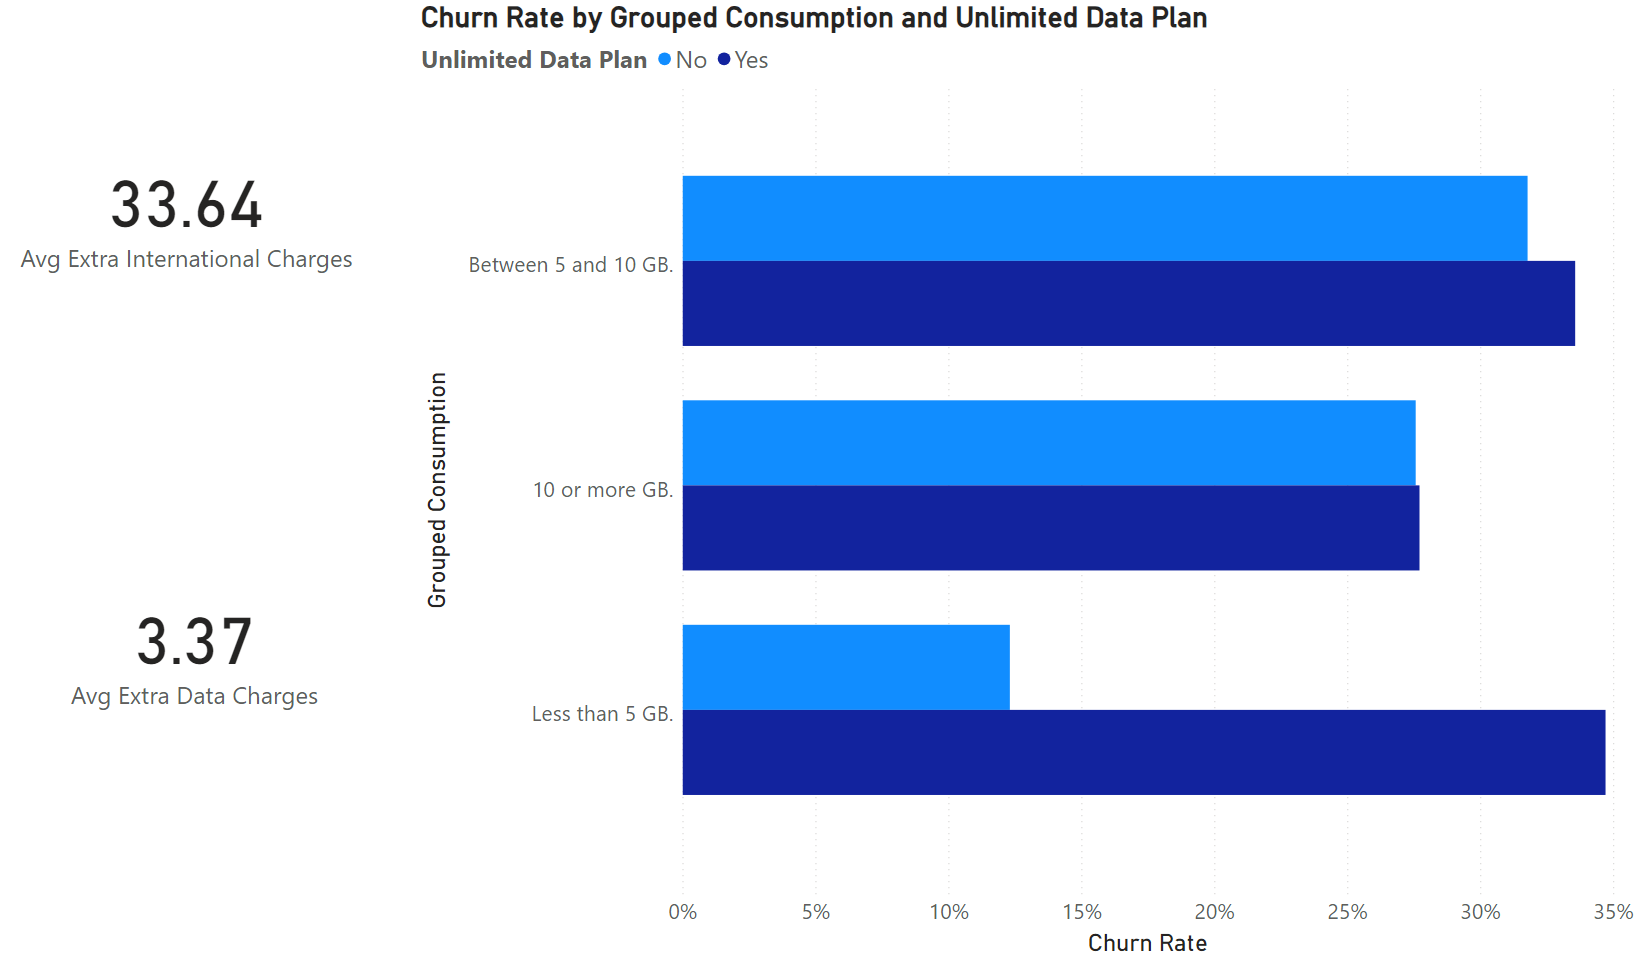 Churn Rate by Grouped Consumption and Unlimited Data Plan
Unlimited Data Plan No Yes
33.64
Avg Extra International Charges
3.37
Avg Extra Data Charges
Grouped Consumption
Between 5 and 10 GB.
10 or more GB.
Less than 5 GB.
0% 5% 10% 15% 20% 25% 30% 35%
Churn Rate